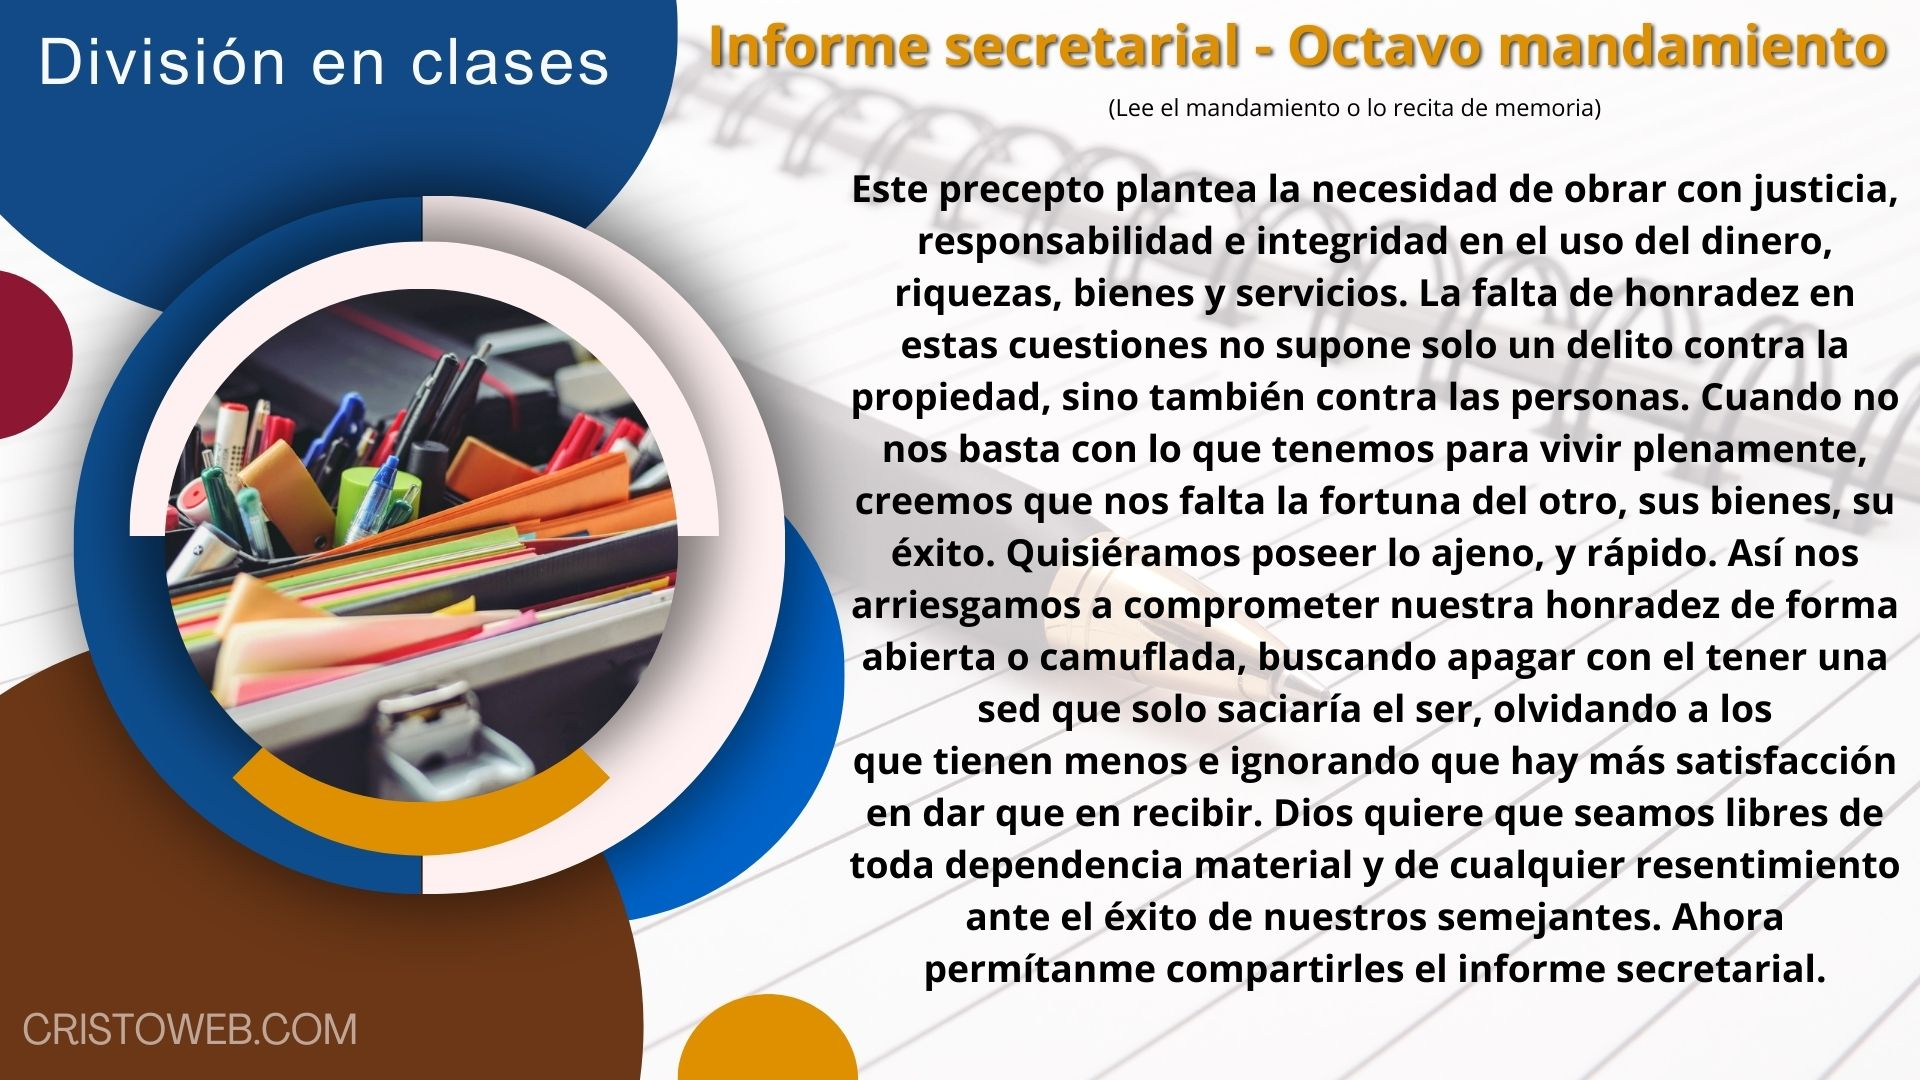 División en clases
Informe secretarial - Octavo mandamiento
(Lee el mandamiento o lo recita de memoria)
Este precepto plantea la necesidad de obrar con justicia,
responsabilidad e integridad en el uso del dinero,
riquezas, bienes y servicios. La falta de honradez en
estas cuestiones no supone solo un delito contra la
propiedad, sino también contra las personas. Cuando no
nos basta con lo que tenemos para vivir plenamente,
creemos que nos falta la fortuna del otro, sus bienes, su
éxito. Quisiéramos poseer lo ajeno, y rápido. Así nos
arriesgamos a comprometer nuestra honradez de forma
abierta o camuflada, buscando apagar con el tener una
sed que solo saciaría el ser, olvidando a los
que tienen menos e ignorando que hay más satisfacción
en dar que en recibir. Dios quiere que seamos libres de
toda dependencia material y de cualquier resentimiento
ante el éxito de nuestros semejantes. Ahora
permítanme compartirles el informe secretarial.
CRISTOWEB.COM